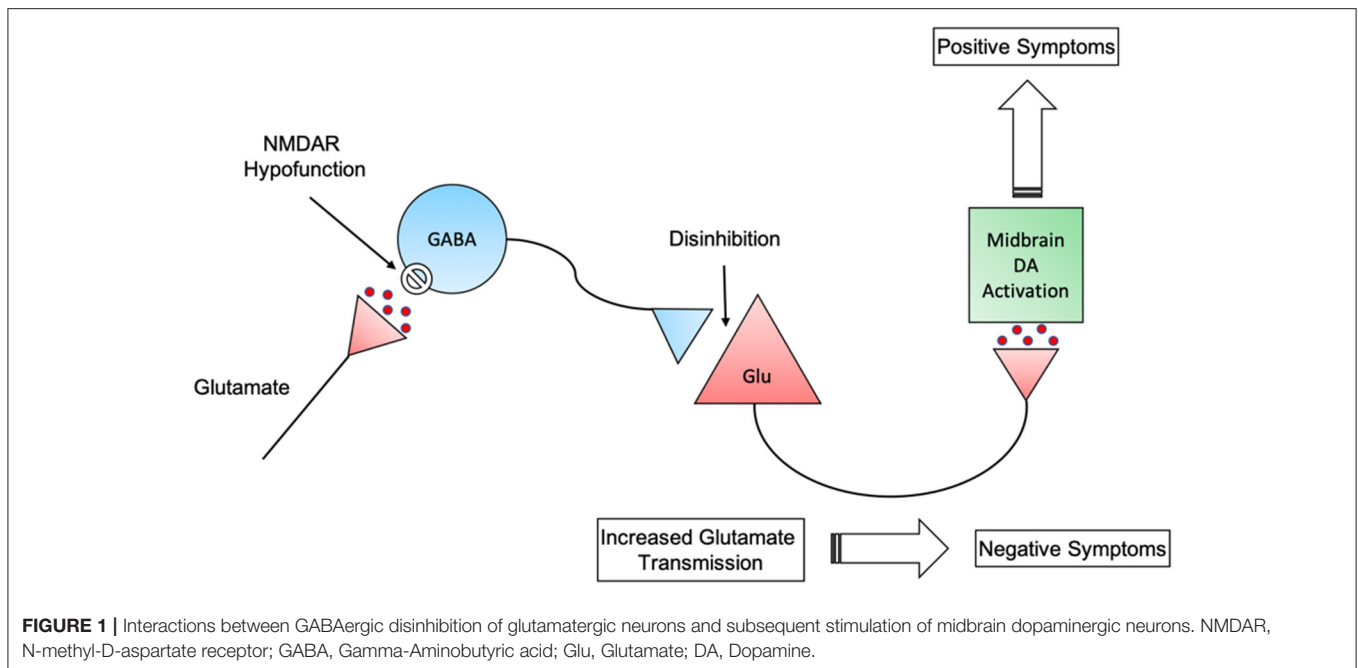 Positive Symptoms
NMDAR
Hypofunction
GABA
Disinhibition
Midbrain
DA
Activation
Glutamate
Glu
Increased Glutamate
Transmission
Negative Symptoms
FIGURE 1 | Interactions between GABAergic disinhibition of glutamatergic neurons and subsequent stimulation of midbrain dopaminergic neurons. NMDAR,
N-methyl-D-aspartate receptor; GABA, Gamma-Aminobutyric acid; Glu, Glutamate; DA, Dopamine.